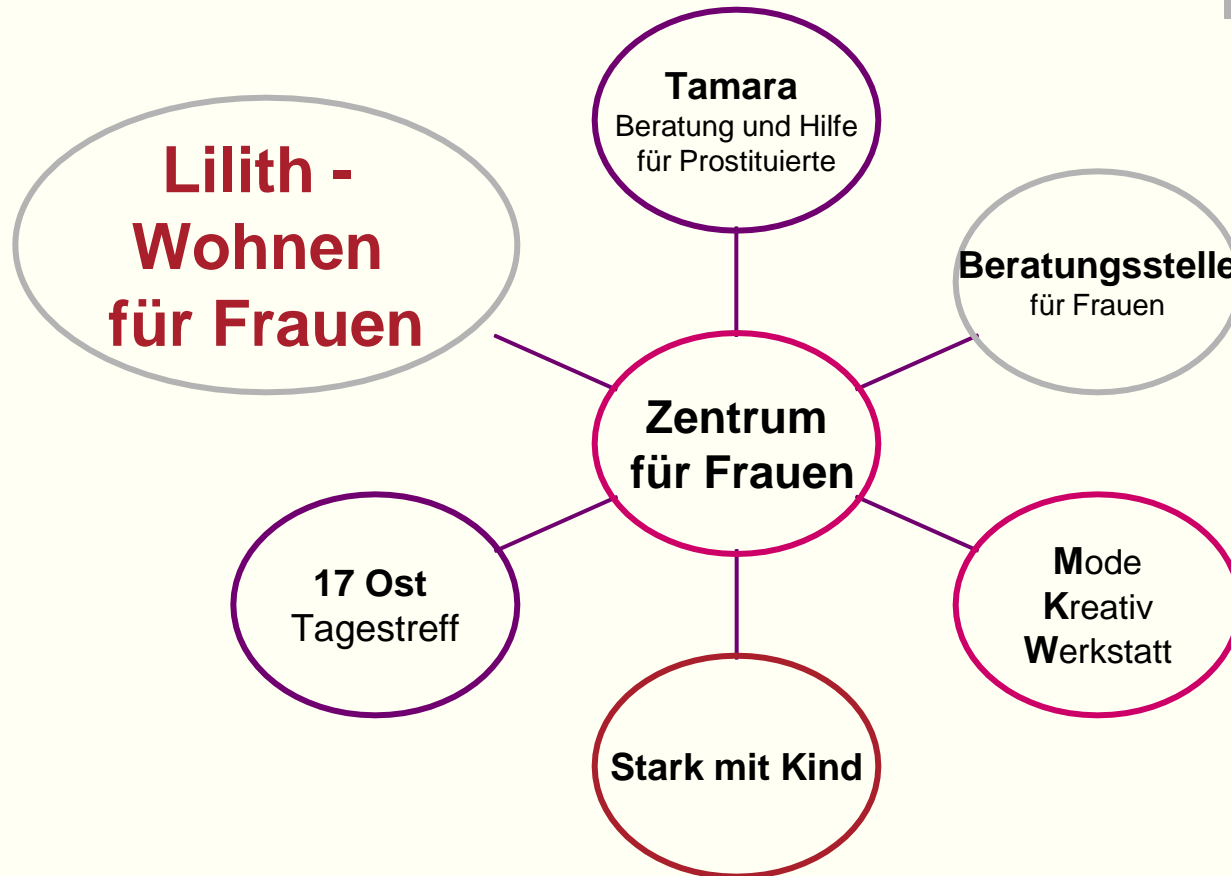 Tamara
Beratung und Hilfe
für Prostituierte
Lilith -
Wohnen
für Frauen
Beratungsstelle
für Frauen
Zentrum
für Frauen
17 Ost
Tagestreff
Mode
Kreativ
Werkstatt
Stark mit Kind